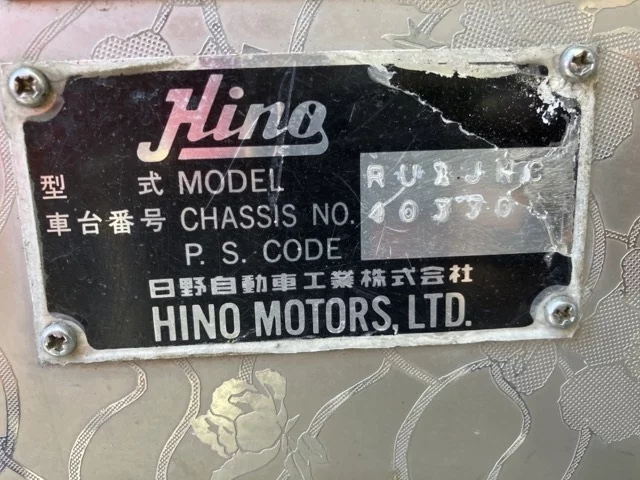 Hino
型 式 MODEL
車台番号 CHASSIS NO.
P. S. CODE
日野自動車工業株式会社
HINO MOTORS, LTD.